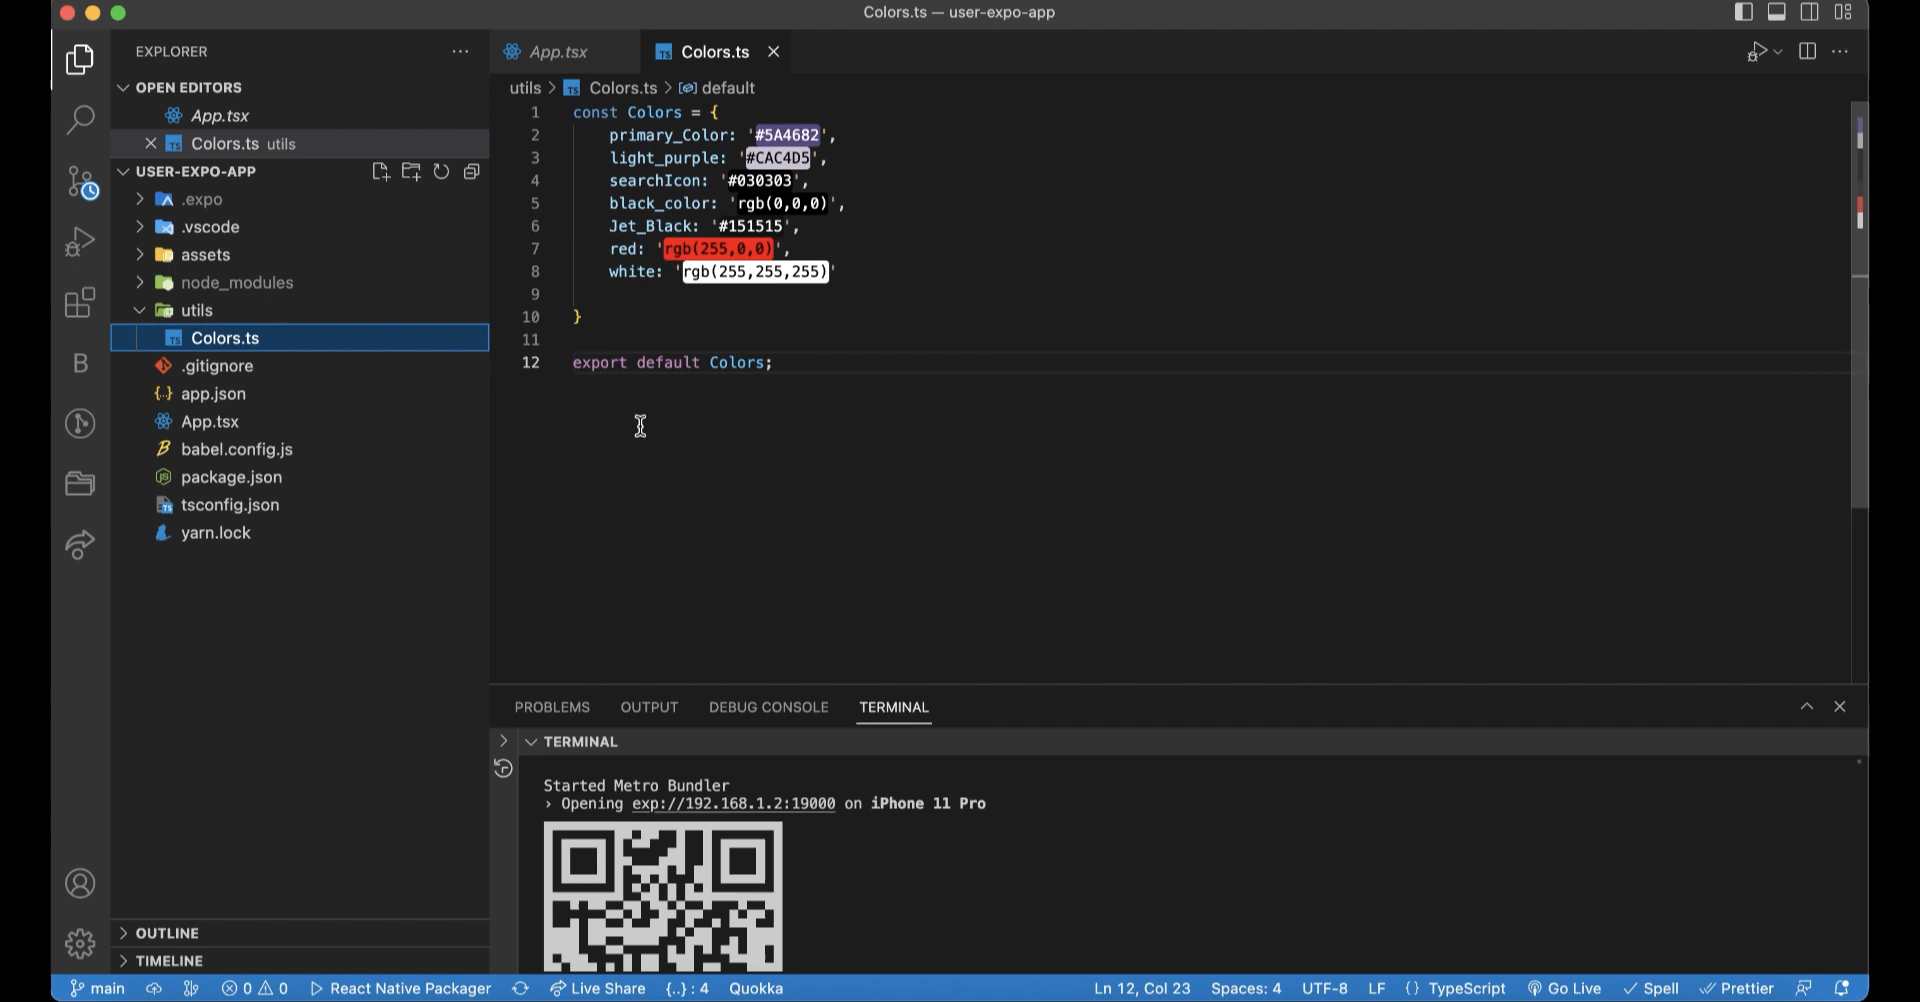 Colors.ts — user-expo-app
EXPLORER
OPEN EDITORS
App.tsx
Colors.ts utils
USER-EXPO-APP
.expo
.vscode
assets
node_modules
utils
Colors.ts
.gitignore
app.json
App.tsx
babel.config.js
package.json
tsconfig.json
yarn.lock
OUTLINE
TIMELINE
App.tsx
Colors.ts
utils > Colors.ts > default
1 const Colors = {
2 primary_Color: '#5A4682',
3 light_purple: '#CAC4D5',
4 searchIcon: '#030303',
5 black_color: 'rgb(0,0,0)',
6 Jet_Black: '#151515',
7 red: 'rgb(255,0,0)',
8 white: 'rgb(255,255,255)'
9
10 }
11
12 export default Colors;
PROBLEMS OUTPUT DEBUG CONSOLE TERMINAL
TERMINAL
Started Metro Bundler
› Opening exp://192.168.1.2:19000 on iPhone 11 Pro
main 0 0 React Native Packager Live Share {..} : 4 Quokka Ln 12, Col 23 Spaces: 4 UTF-8 LF {} TypeScript Go Live Spell Prettier